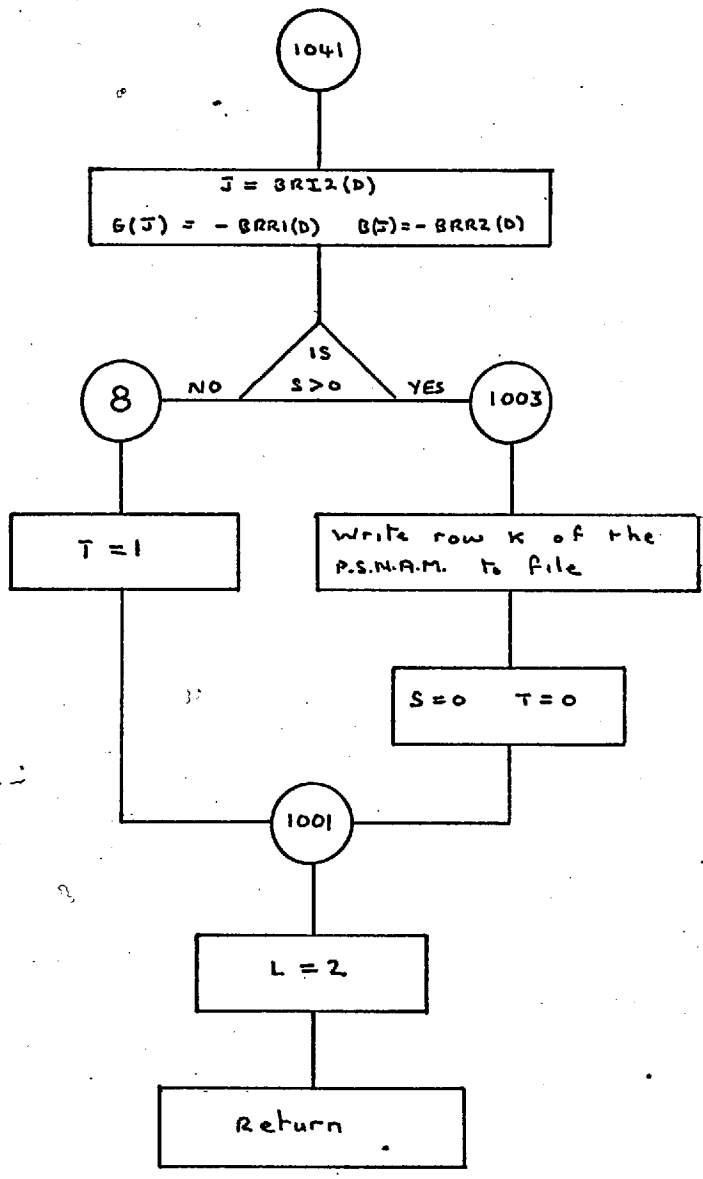 1041
J = BRI2(D)
G(J) = - BRR1(D) B(J) = - BRR2(D)
IS
S>0
NO
YES
8
1003
T = 1
Write row K of the
P.S.N.A.M. to file
S = 0 T = 0
1001
L = 2
Return